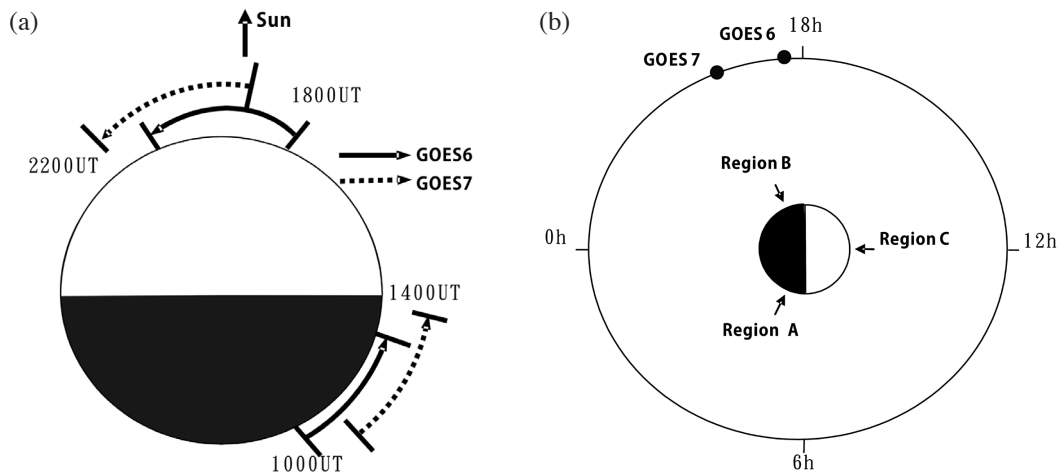 (a)
Sun
1800UT
2200UT
GOES6
GOES7
1400UT
1000UT
(b)
18h
GOES 6
GOES 7
Region B
0h
Region C
12h
Region A
6h